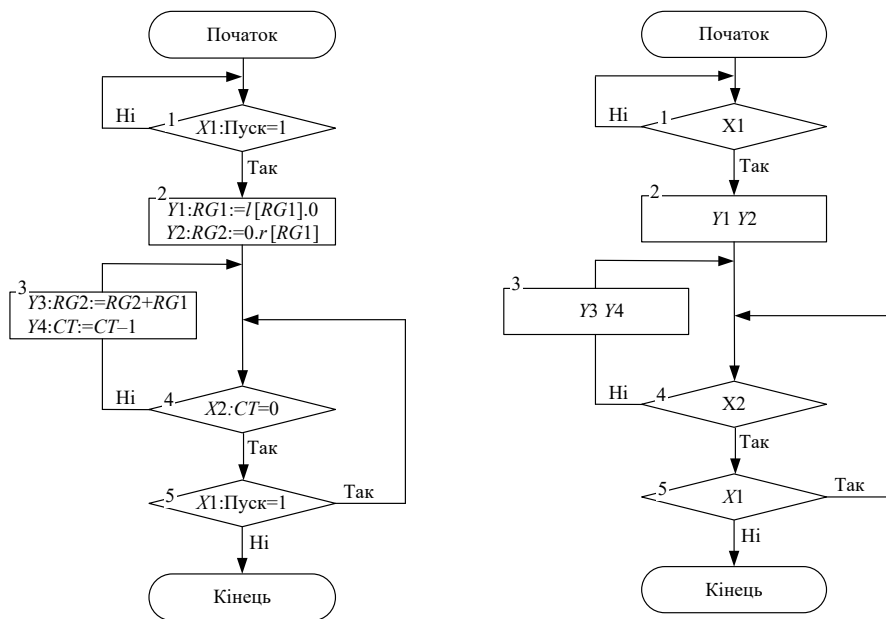 Початок
Ні
1
X1:Пуск=1
Так
2
Y1:RG1:=l[RG1].0
Y2:RG2:=0.r[RG1]
3
Y3:RG2:=RG2+RG1
Y4:CT:=CT–1
Ні
4
X2:CT=0
Так
5
X1:Пуск=1
Так
Ні
Кінець
Початок
Ні
1
X1
Так
2
Y1 Y2
3
Y3 Y4
Ні
4
X2
Так
5
X1
Так
Ні
Кінець